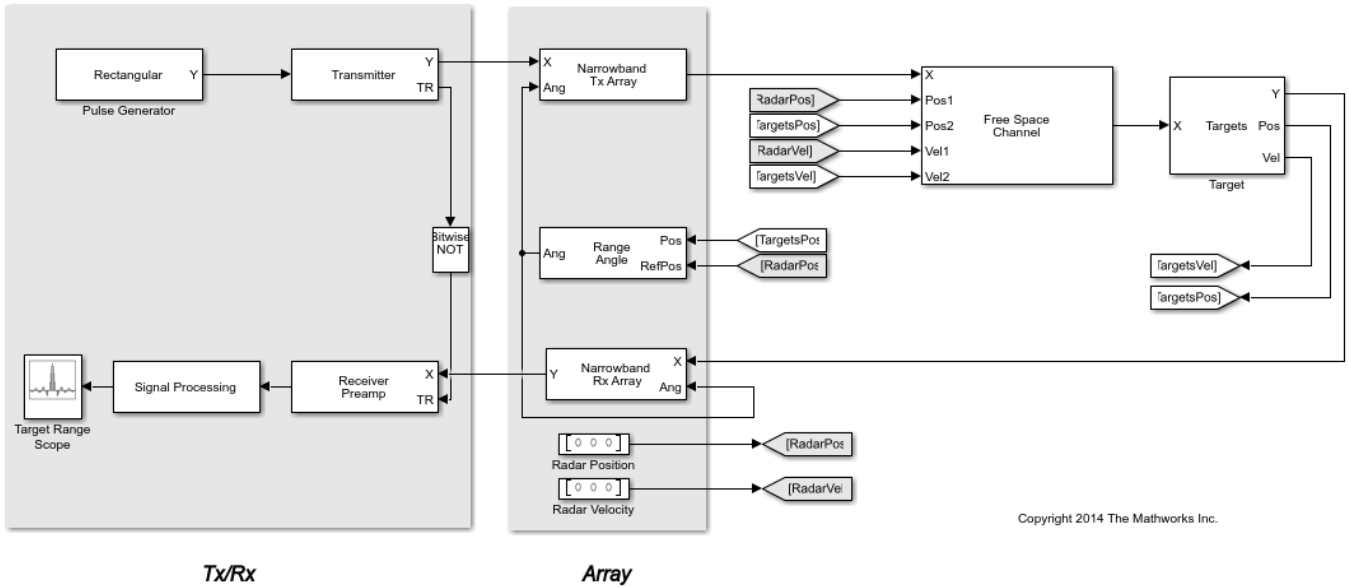 Rectangular
Y
Pulse Generator
Transmitter
Y
TR
X
Ang
Narrowband
Tx Array
RadarPos]
TargetsPos]
RadarVel]
TargetsVel]
X
Pos1
Pos2
Vel1
Vel2
Free Space
Channel
X
Targets
Y
Pos
Vel
Target
Bitwise
NOT
Ang
Range
Angle
Pos
RefPos
[TargetsPos
[RadarPos
TargetsVel]
TargetsPos]
Target Range
Scope
Signal Processing
Receiver
Preamp
X
TR
Y
Narrowband
Rx Array
X
Ang
[0 0 0]
Radar Position
[RadarPos
[0 0 0]
Radar Velocity
[RadarVel
Copyright 2014 The Mathworks Inc.
Tx/Rx
Array